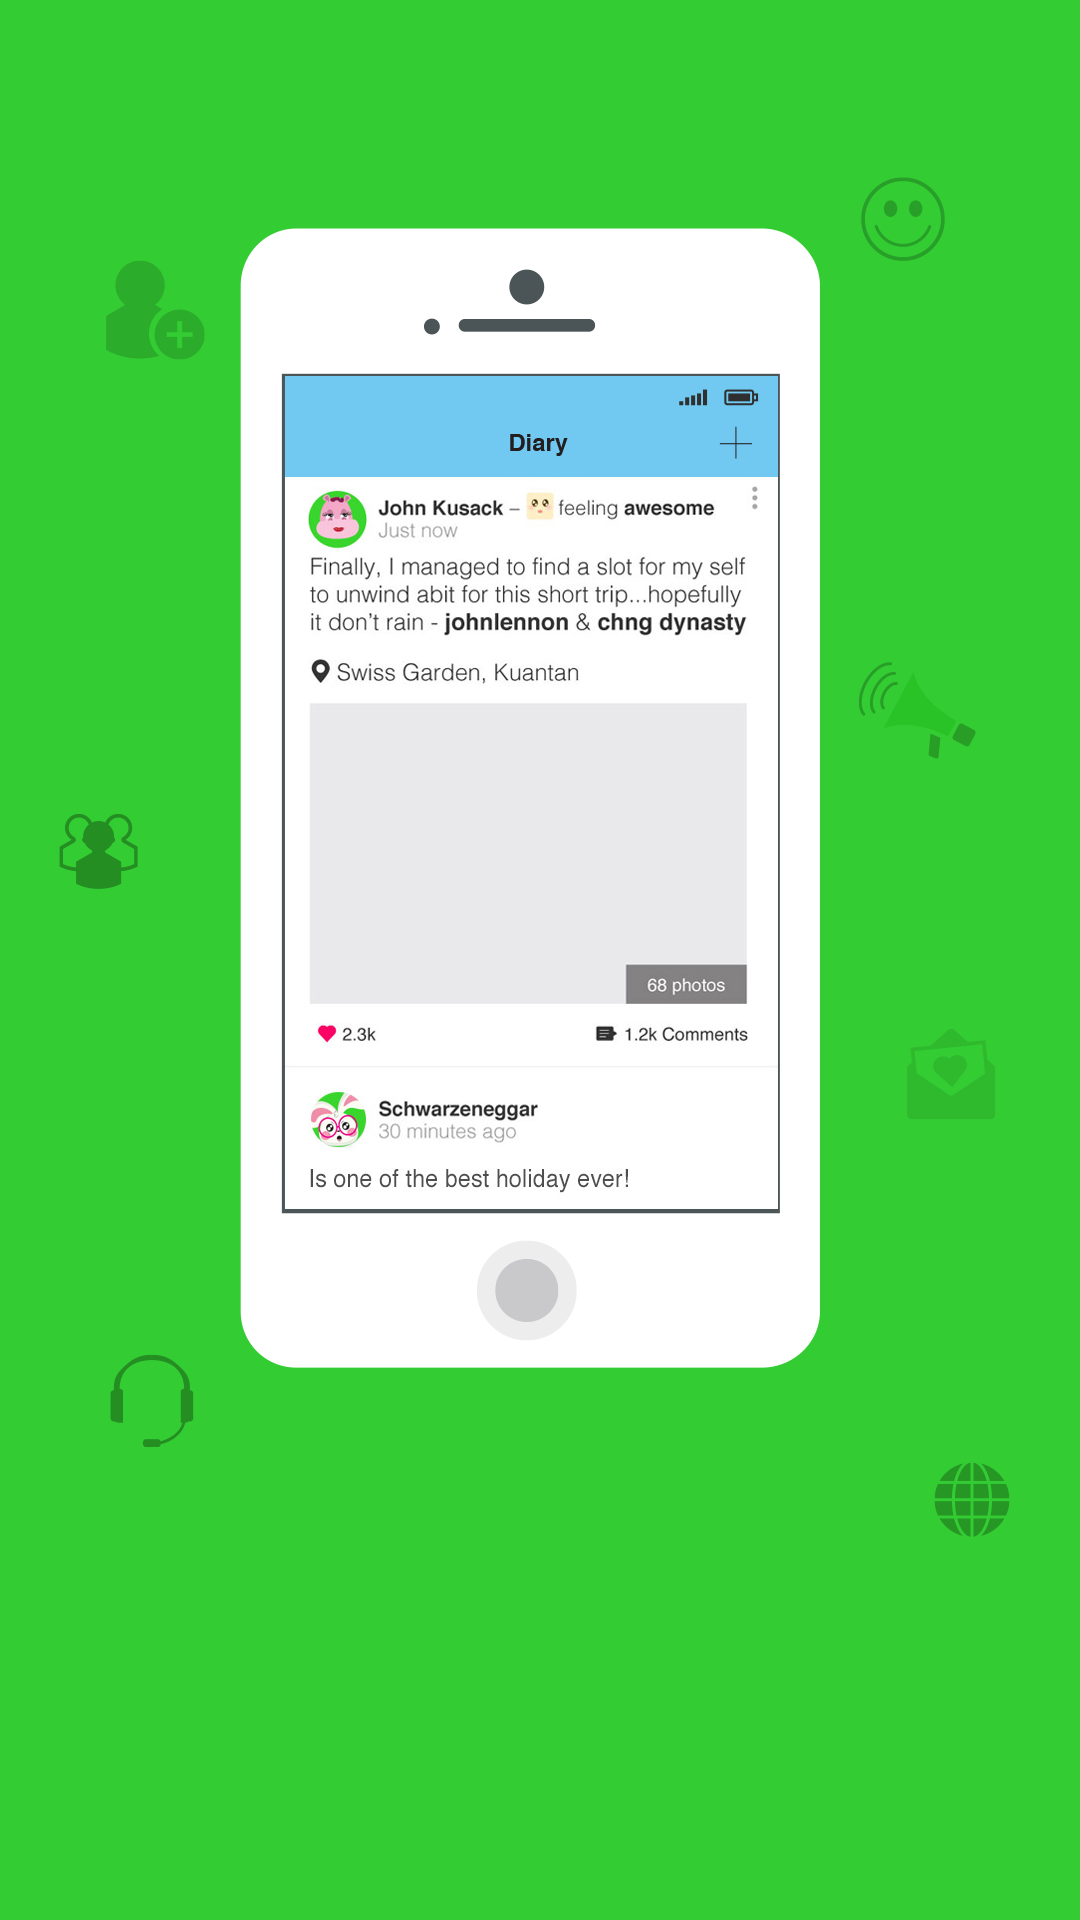 Diary
John Kusack – feeling awesome
Just now
Finally, I managed to find a slot for my self
to unwind abit for this short trip...hopefully
it don't rain - johnlennon & chng dynasty
Swiss Garden, Kuantan
68 photos
2.3k 1.2k Comments
Schwarzeneggar
30 minutes ago
Is one of the best holiday ever!